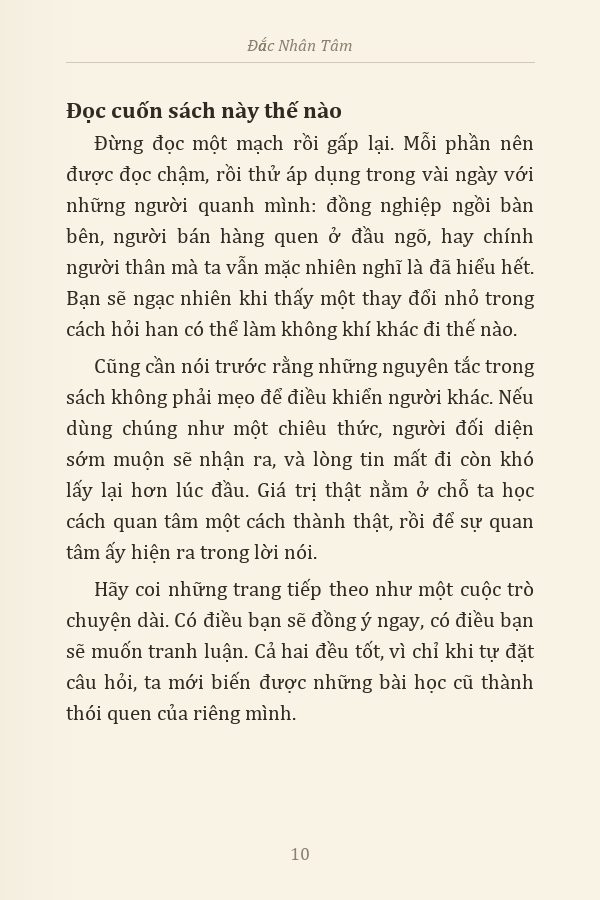 Đắc Nhân Tâm
Đọc cuốn sách này thế nào
Đừng đọc một mạch rồi gấp lại. Mỗi phần nên
được đọc chậm, rồi thử áp dụng trong vài ngày với
những người quanh mình: đồng nghiệp ngồi bàn
bên, người bán hàng quen ở đầu ngõ, hay chính
người thân mà ta vẫn mặc nhiên nghĩ là đã hiểu hết.
Bạn sẽ ngạc nhiên khi thấy một thay đổi nhỏ trong
cách hỏi han có thể làm không khí khác đi thế nào.
Cũng cần nói trước rằng những nguyên tắc trong
sách không phải mẹo để điều khiển người khác. Nếu
dùng chúng như một chiêu thức, người đối diện
sớm muộn sẽ nhận ra, và lòng tin mất đi còn khó
lấy lại hơn lúc đầu. Giá trị thật nằm ở chỗ ta học
cách quan tâm một cách thành thật, rồi để sự quan
tâm ấy hiện ra trong lời nói.
Hãy coi những trang tiếp theo như một cuộc trò
chuyện dài. Có điều bạn sẽ đồng ý ngay, có điều bạn
sẽ muốn tranh luận. Cả hai đều tốt, vì chỉ khi tự đặt
câu hỏi, ta mới biến được những bài học cũ thành
thói quen của riêng mình.
10